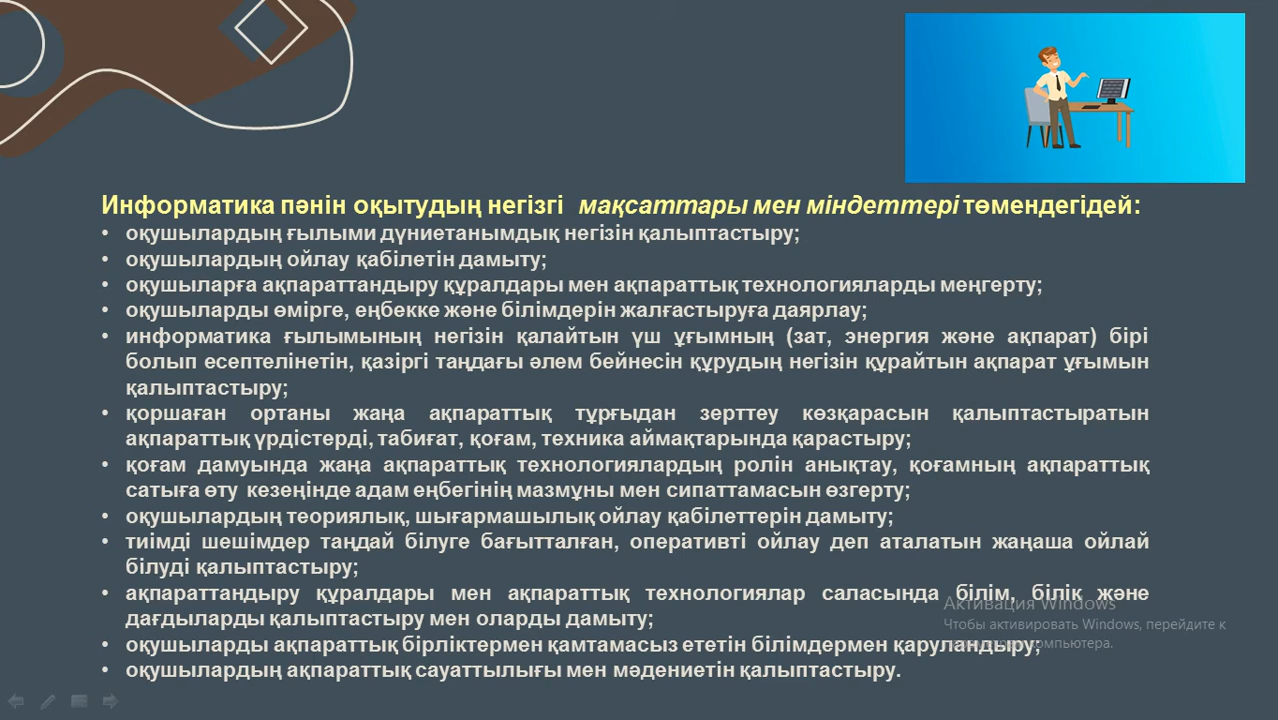 Информатика пәнін оқытудың негізгі мақсаттары мен міндеттері төмендегідей:
• оқушылардың ғылыми дүниетанымдық негізін қалыптастыру;
• оқушылардың ойлау қабілетін дамыту;
• оқушыларға ақпараттандыру құралдары мен ақпараттық технологияларды меңгерту;
• оқушыларды өмірге, еңбекке және білімдерін жалғастыруға даярлау;
• информатика ғылымының негізін қалайтын үш ұғымның (зат, энергия және ақпарат) бірі
болып есептелінетін, қазіргі таңдағы әлем бейнесін құрудың негізін құрайтын ақпарат ұғымын
қалыптастыру;
• қоршаған ортаны жаңа ақпараттық тұрғыдан зерттеу көзқарасын қалыптастыратын
ақпараттық үрдістерді, табиғат, қоғам, техника аймақтарында қарастыру;
• қоғам дамуында жаңа ақпараттық технологиялардың ролін анықтау, қоғамның ақпараттық
сатыға өту кезеңінде адам еңбегінің мазмұны мен сипаттамасын өзгерту;
• оқушылардың теориялық, шығармашылық ойлау қабілеттерін дамыту;
• тиімді шешімдер таңдай білуге бағытталған, оперативті ойлау деп аталатын жаңаша ойлай
білуді қалыптастыру;
• ақпараттандыру құралдары мен ақпараттық технологиялар саласында білім, білік және
дағдыларды қалыптастыру мен оларды дамыту;
• оқушыларды ақпараттық бірліктермен қамтамасыз ететін білімдермен қаруландыру;
• оқушылардың ақпараттық сауаттылығы мен мәдениетін қалыптастыру.
Активация Windows
Чтобы активировать Windows, перейдите к
компьютера.